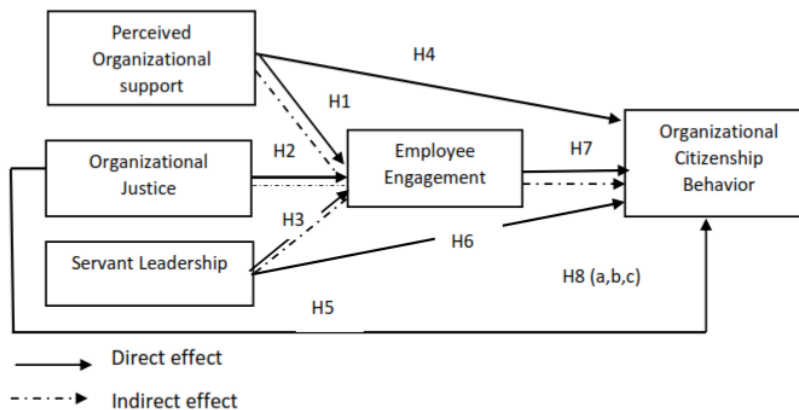 Perceived
Organizational
support
H4
H1
Organizational
Justice
H2
Employee
Engagement
H7
Organizational
Citizenship
Behavior
H3
Servant Leadership
H6
H8 (a,b,c)
H5
Direct effect
Indirect effect